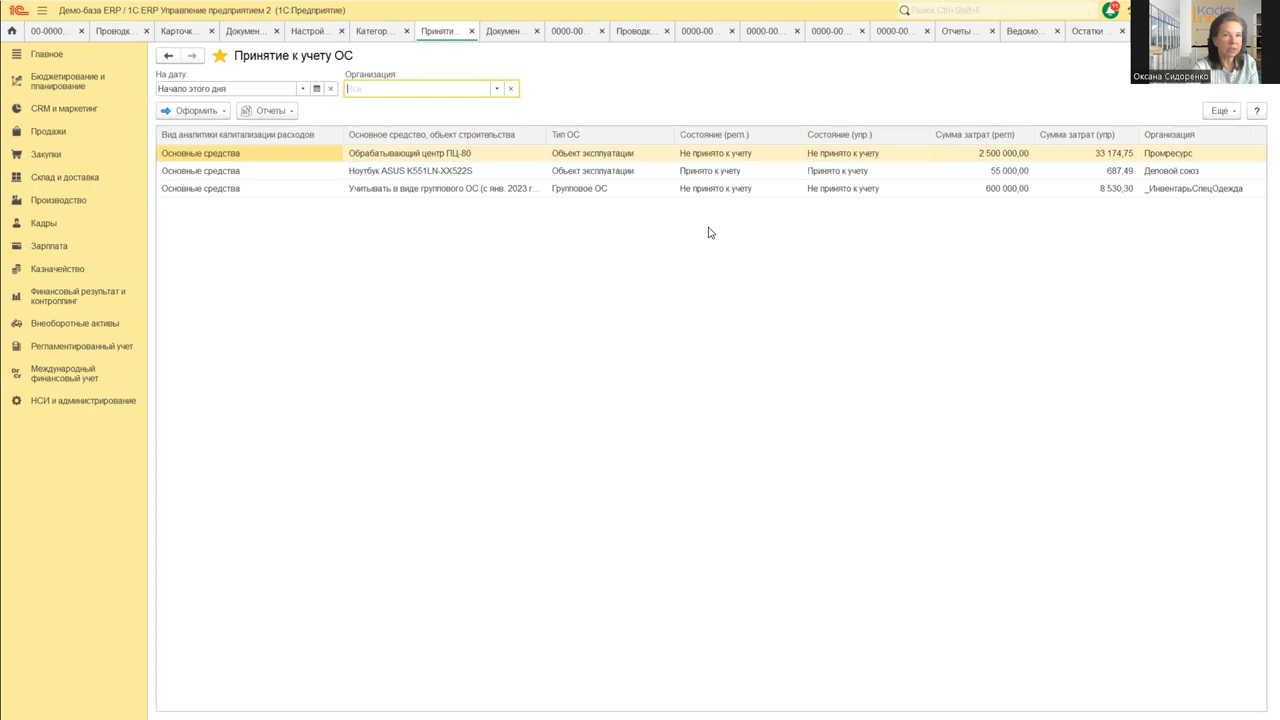 Демо-база ERP / 1С:ERP Управление предприятием 2 (1С:Предприятие)
Поиск Ctrl+Shift+F
11
00-0000...
Проводк...
Карточк...
Докумен...
Настрой...
Категор...
Приняти...
Докумен...
0000-00...
Проводк...
0000-00...
0000-00...
0000-00...
0000-00...
Отчеты ...
Ведомо...
Остатки ...
Оксана Сидоренко
Главное
Бюджетирование и
планирование
CRM и маркетинг
Продажи
Закупки
Склад и доставка
Производство
Кадры
Зарплата
Казначейство
Финансовый результат и
контроллинг
Внеоборотные активы
Регламентированный учет
Международный
финансовый учет
НСИ и администрирование
Принятие к учету ОС
На дату: Организация:
Начало этого дня Все
Оформить Отчеты Еще ?
Вид аналитики капитализации расходов Основное средство, объект строительства Тип ОС Состояние (регл.) Состояние (упр.) Сумма затрат (регл) Сумма затрат (упр) Организация
Основные средства Обрабатывающий центр ПЦ-80 Объект эксплуатации Не принято к учету Не принято к учету 2 500 000,00 33 174,75 Промресурс
Основные средства Ноутбук ASUS K551LN-XX522S Объект эксплуатации Принято к учету Принято к учету 55 000,00 687,49 Деловой союз
Основные средства Учитывать в виде группового ОС (с янв. 2023 г... Групповое ОС Не принято к учету Не принято к учету 600 000,00 8 530,30 _ИнвентарьСпецОдежда